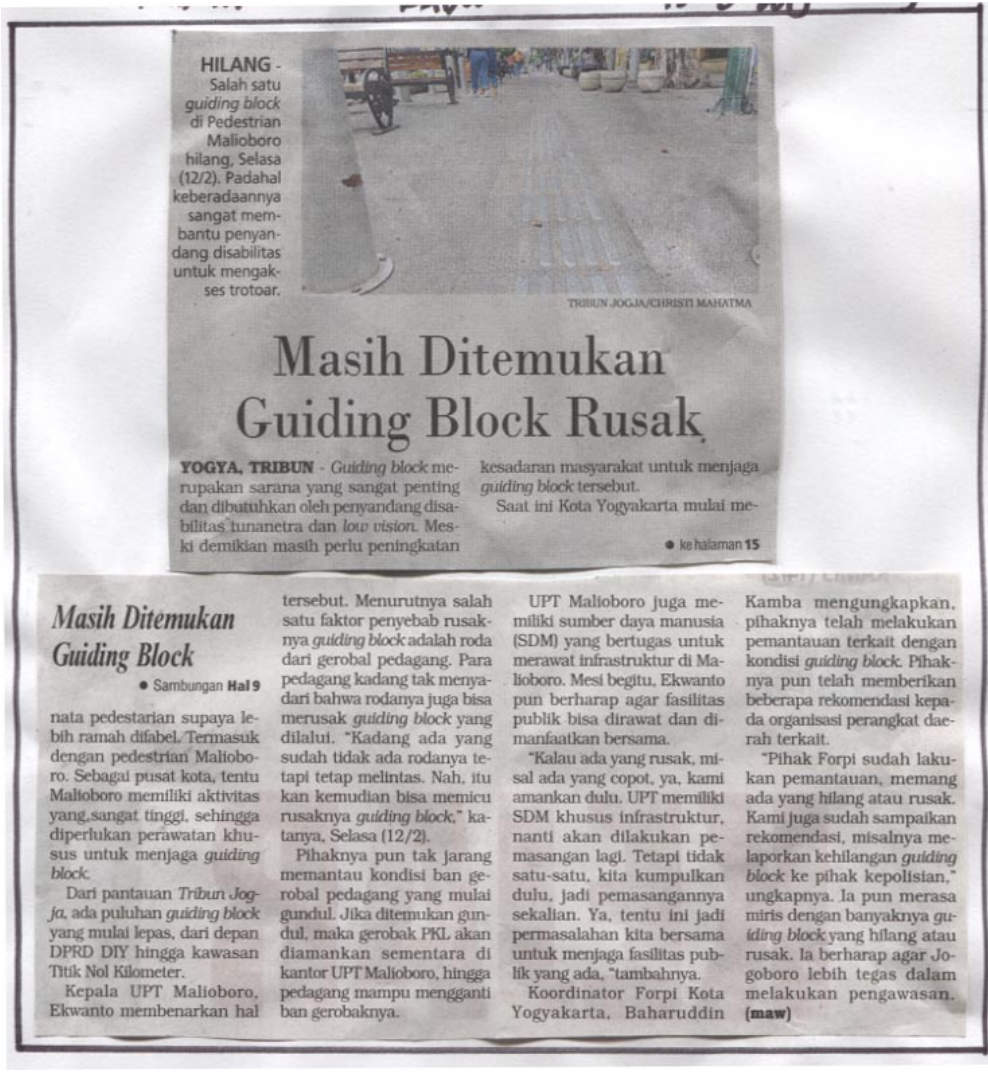 HILANG -
Salah satu
guiding block
di Pedestrian
Malioboro
hilang, Selasa
(12/2). Padahal
keberadaannya
sangat mem-
bantu penyan-
dang disabilitas
untuk mengak-
ses trotoar.
TRIBUN JOGJA/CHRISTI MAHATMA
Masih Ditemukan
Guiding Block Rusak
YOGYA, TRIBUN - Guiding block me-
rupakan sarana yang sangat penting
dan dibutuhkan oleh penyandang disa-
bilitas tunanetra dan low vision. Mes-
ki demikian masih perlu peningkatan
kesadaran masyarakat untuk menjaga
guiding block tersebut.
Saat ini Kota Yogyakarta mulai me-
● ke halaman 15
Masih Ditemukan
Guiding Block
● Sambungan Hal 9
nata pedestarian supaya le-
bih ramah difabel. Termasuk
dengan pedestrian Maliobo-
ro. Sebagai pusat kota, tentu
Malioboro memiliki aktivitas
yang sangat tinggi, sehingga
diperlukan perawatan khu-
sus untuk menjaga guiding
block.
Dari pantauan Tribun Jog-
ja, ada puluhan guiding block
yang mulai lepas, dari depan
DPRD DIY hingga kawasan
Titik Nol Kilometer.
Kepala UPT Malioboro,
Ekwanto membenarkan hal
tersebut. Menurutnya salah
satu faktor penyebab rusak-
nya guiding block adalah roda
dari gerobal pedagang. Para
pedagang kadang tak menya-
dari bahwa rodanya juga bisa
merusak guiding block yang
dilalui. "Kadang ada yang
sudah tidak ada rodanya te-
tapi tetap melintas. Nah, itu
kan kemudian bisa memicu
rusaknya guiding block," ka-
tanya, Selasa (12/2).
Pihaknya pun tak jarang
memantau kondisi ban ge-
robal pedagang yang mulai
gundul. Jika ditemukan gun-
dul, maka gerobak PKL akan
diamankan sementara di
kantor UPT Malioboro, hingga
pedagang mampu mengganti
ban gerobaknya.
UPT Malioboro juga me-
miliki sumber daya manusia
(SDM) yang bertugas untuk
merawat infrastruktur di Ma-
lioboro. Mesi begitu, Ekwanto
pun berharap agar fasilitas
publik bisa dirawat dan di-
manfaatkan bersama.
"Kalau ada yang rusak, mi-
sal ada yang copot, ya, kami
amankan dulu. UPT memiliki
SDM khusus infrastruktur,
nanti akan dilakukan pe-
masangan lagi. Tetapi tidak
satu-satu, kita kumpulkan
dulu, jadi pemasangannya
sekalian. Ya, tentu ini jadi
permasalahan kita bersama
untuk menjaga fasilitas pub-
lik yang ada, "tambahnya.
Koordinator Forpi Kota
Yogyakarta, Baharuddin
Kamba mengungkapkan,
pihaknya telah melakukan
pemantauan terkait dengan
kondisi guiding block. Pihak-
nya pun telah memberikan
beberapa rekomendasi kepa-
da organisasi perangkat dae-
rah terkait.
"Pihak Forpi sudah laku-
kan pemantauan, memang
ada yang hilang atau rusak.
Kami juga sudah sampaikan
rekomendasi, misalnya me-
laporkan kehilangan guiding
block ke pihak kepolisian,"
ungkapnya. Ia pun merasa
miris dengan banyaknya gu-
iding block yang hilang atau
rusak. Ia berharap agar Jo-
goboro lebih tegas dalam
melakukan pengawasan.
(maw)